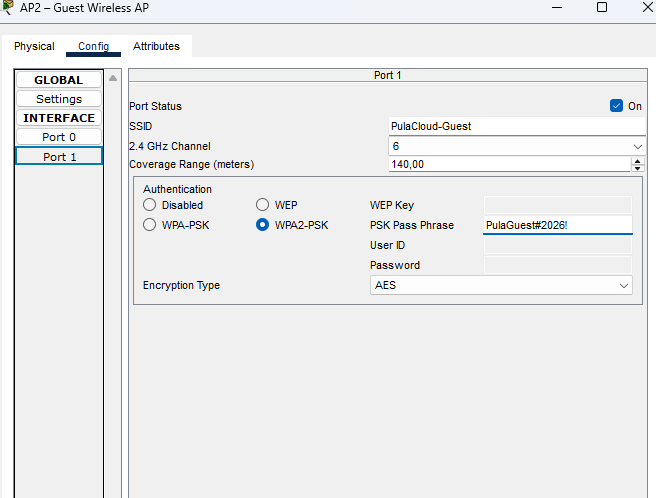 AP2 – Guest Wireless AP
Physical Config Attributes
GLOBAL
Settings
INTERFACE
Port 0
Port 1
Port 1
Port Status On
SSID PulaCloud-Guest
2.4 GHz Channel 6
Coverage Range (meters) 140,00
Authentication
Disabled WEP WEP Key
WPA-PSK WPA2-PSK PSK Pass Phrase PulaGuest#2026!
User ID
Password
Encryption Type AES